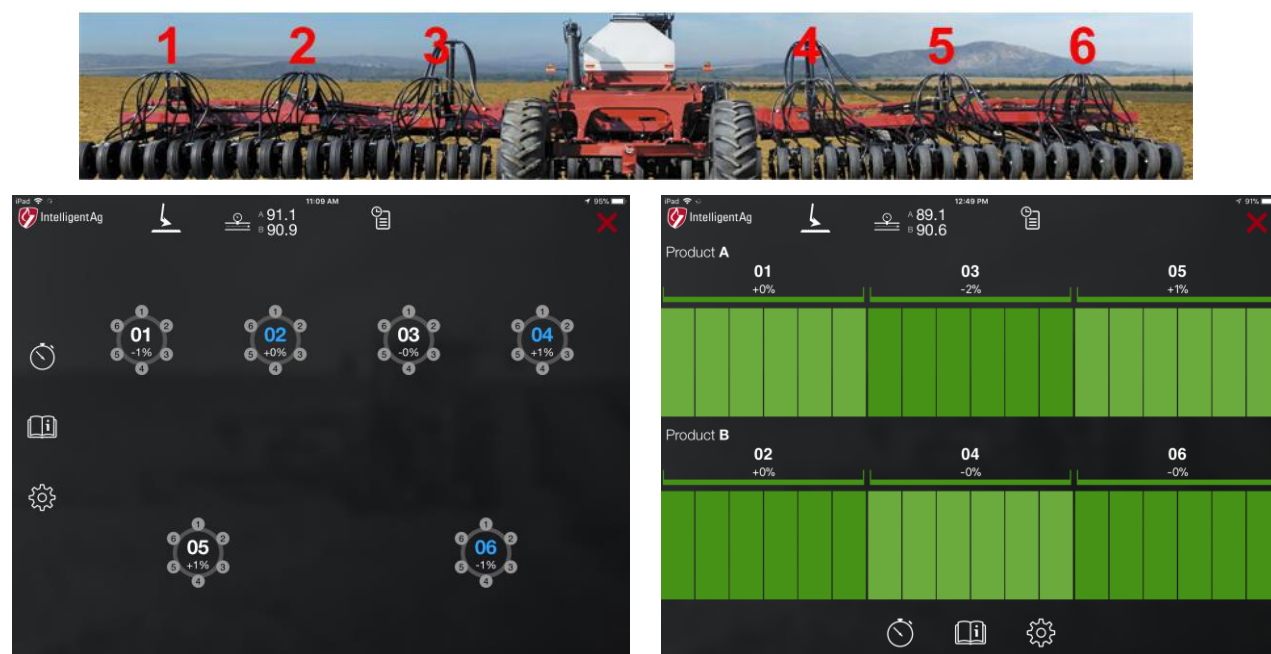 1 2 3 4 5 6
iPad 11:09 AM 95%
IntelligentAg A 91.1
B 90.9
1 1 1 1
6 2 6 2 6 2 6 2
01 02 03 04
-1% +0% -0% +1%
5 3 5 3 5 3 5 3
4 4 4 4
1 1
6 2 6 2
05 06
+1% -1%
5 3 5 3
4 4
iPad 12:49 PM 91%
IntelligentAg A 89.1
B 90.6
Product A
01 03 05
+0% -2% +1%
Product B
02 04 06
+0% -0% -0%